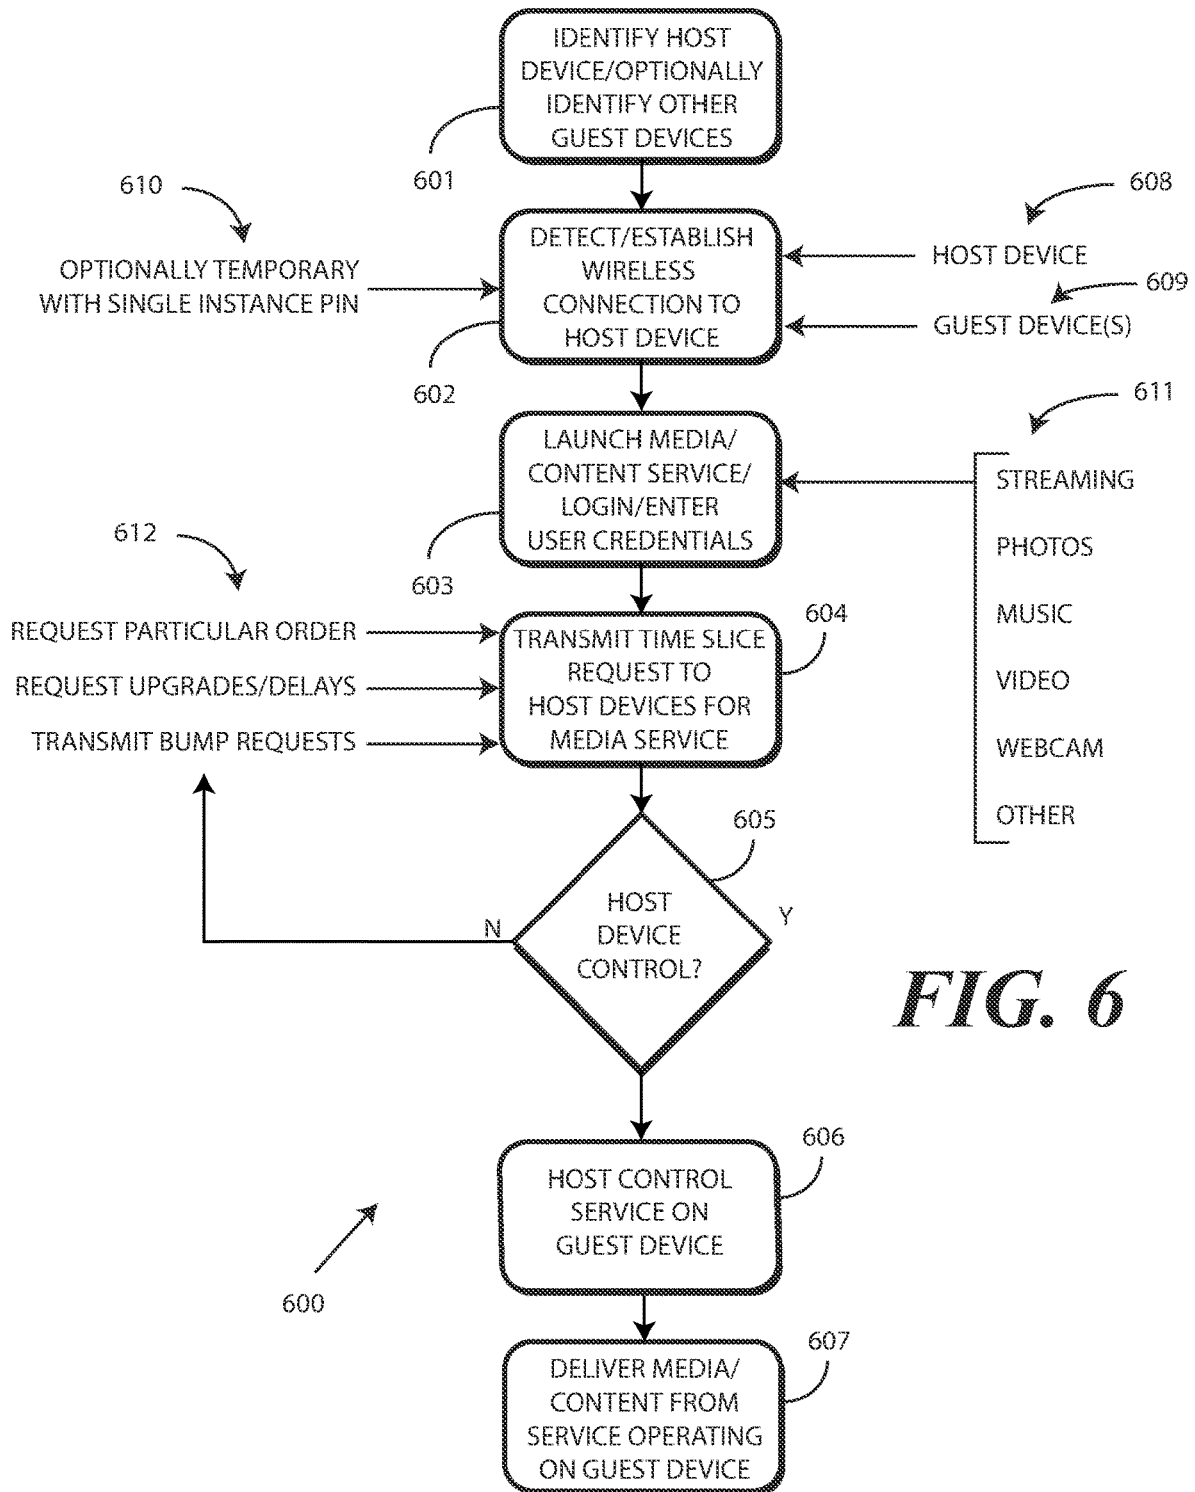 IDENTIFY HOST
DEVICE/OPTIONALLY
IDENTIFY OTHER
GUEST DEVICES
601
610
608
OPTIONALLY TEMPORARY
WITH SINGLE INSTANCE PIN
DETECT/ESTABLISH
WIRELESS
CONNECTION TO
HOST DEVICE
HOST DEVICE
609
GUEST DEVICE(S)
602
611
LAUNCH MEDIA/
CONTENT SERVICE/
LOGIN/ENTER
USER CREDENTIALS
STREAMING
PHOTOS
MUSIC
VIDEO
WEBCAM
OTHER
603
612
REQUEST PARTICULAR ORDER
REQUEST UPGRADES/DELAYS
TRANSMIT BUMP REQUESTS
TRANSMIT TIME SLICE
REQUEST TO
HOST DEVICES FOR
MEDIA SERVICE
604
605
N
HOST
DEVICE
CONTROL?
Y
FIG. 6
606
HOST CONTROL
SERVICE ON
GUEST DEVICE
600
607
DELIVER MEDIA/
CONTENT FROM
SERVICE OPERATING
ON GUEST DEVICE